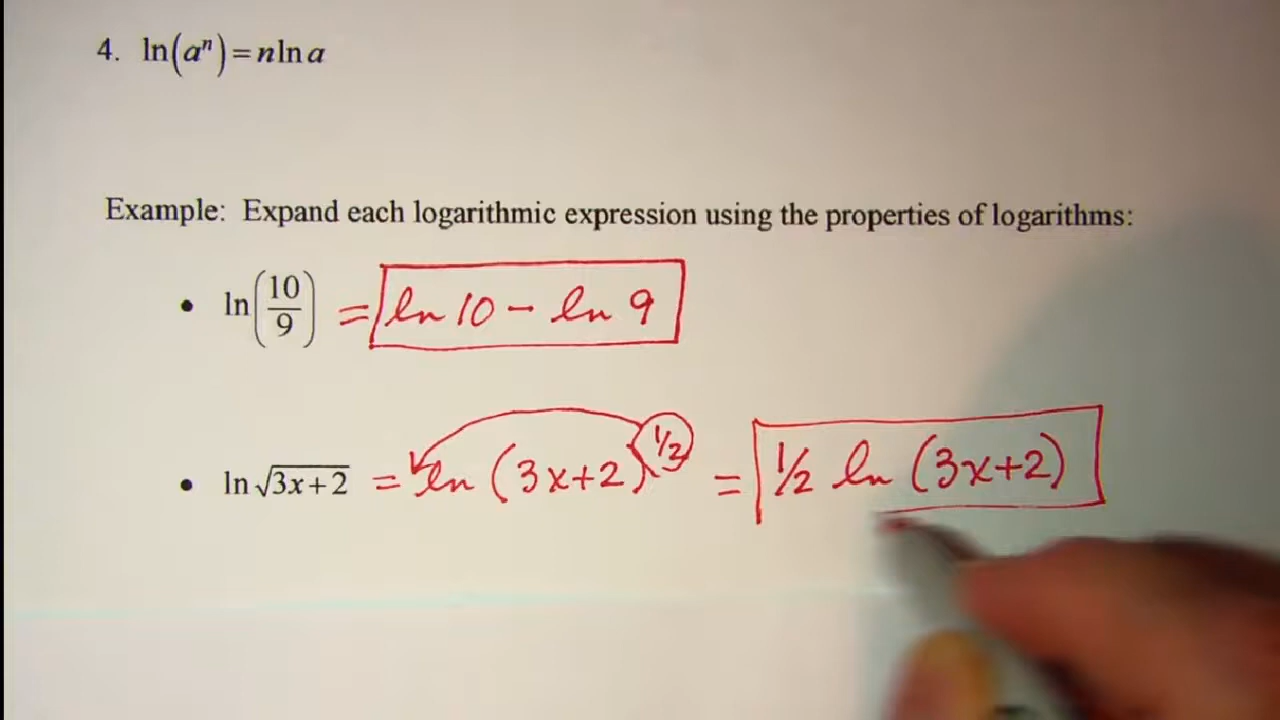 4. ln(aⁿ) = n ln a
Example: Expand each logarithmic expression using the properties of logarithms:
• ln(10/9) = ln 10 - ln 9
• ln√(3x+2) = ln (3x+2)^(1/2) = 1/2 ln (3x+2)